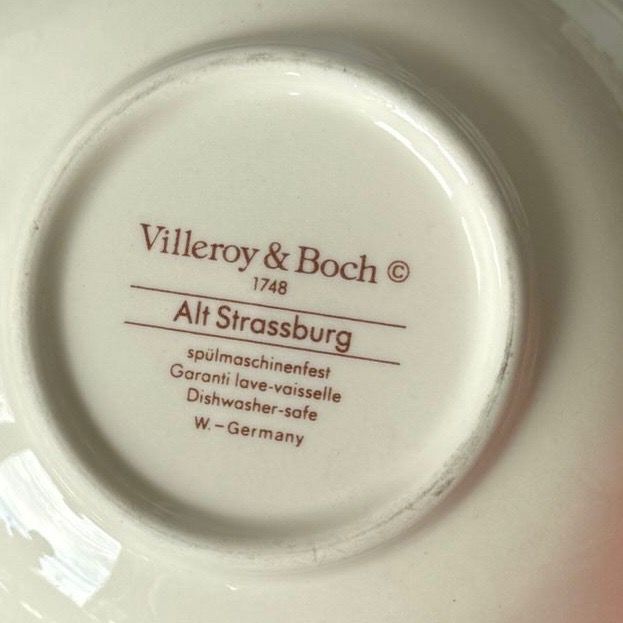 Villeroy & Boch ©
1748
Alt Strassburg
spülmaschinenfest
Garanti lave-vaisselle
Dishwasher-safe
W.-Germany